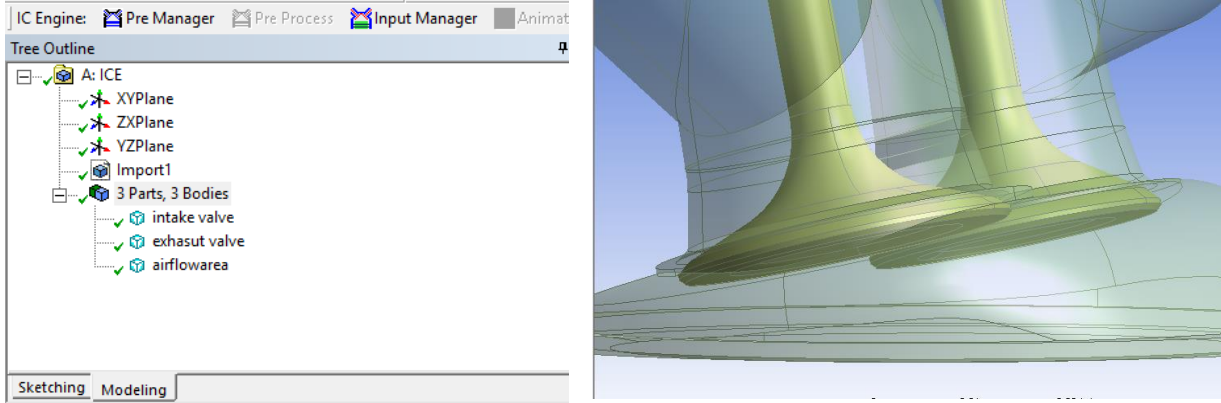 IC Engine: Pre Manager Pre Process Input Manager Animat
Tree Outline
A: ICE
XYPlane
ZXPlane
YZPlane
Import1
3 Parts, 3 Bodies
intake valve
exhasut valve
airflowarea
Sketching Modeling